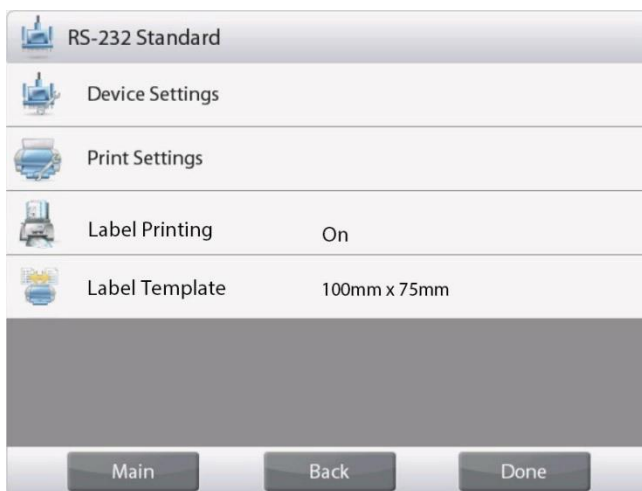 RS-232 Standard
Device Settings
Print Settings
Label Printing On
Label Template 100mm x 75mm
Main Back Done